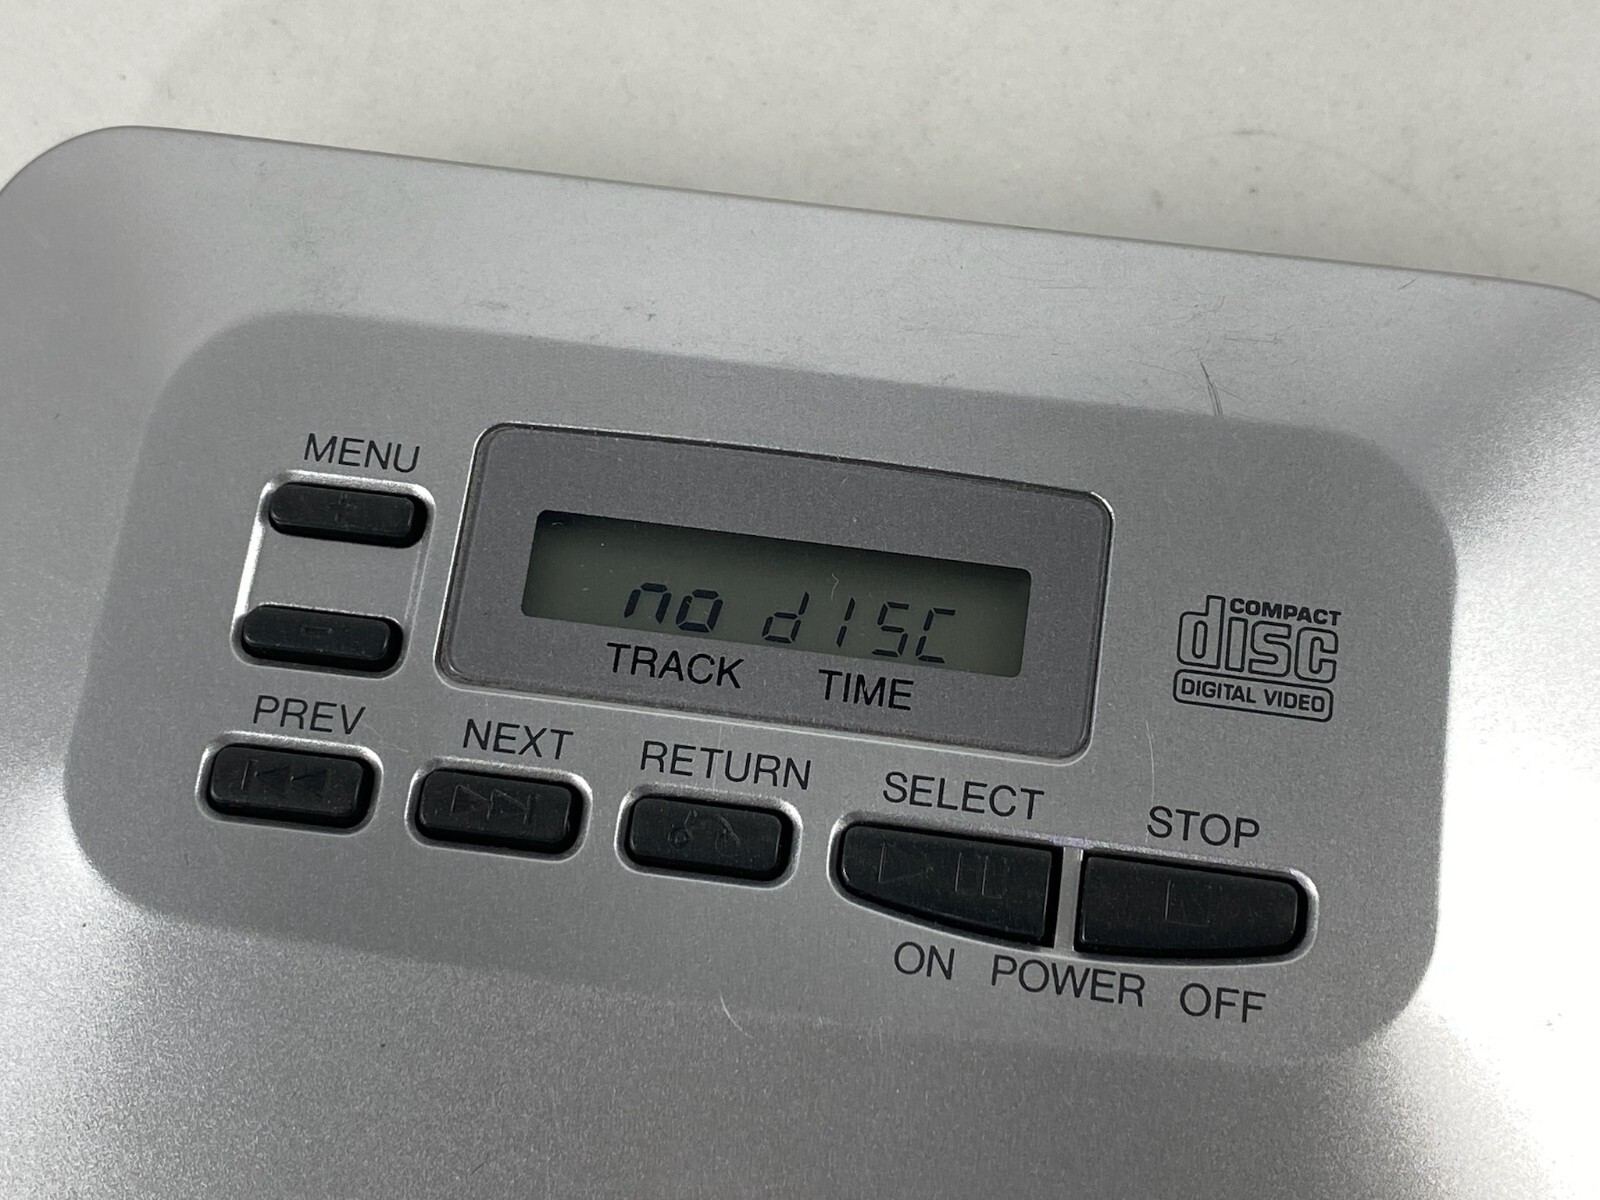 MENU
no disc
TRACK TIME
COMPACT
disc
DIGITAL VIDEO
PREV NEXT RETURN SELECT STOP
ON POWER OFF